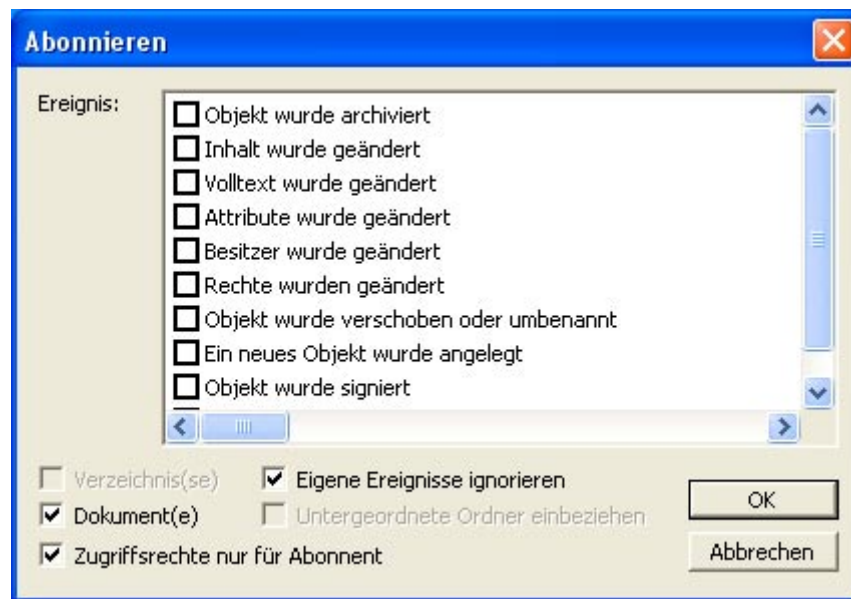 Abonnieren
Ereignis:
Objekt wurde archiviert
Inhalt wurde geändert
Volltext wurde geändert
Attribute wurde geändert
Besitzer wurde geändert
Rechte wurden geändert
Objekt wurde verschoben oder umbenannt
Ein neues Objekt wurde angelegt
Objekt wurde signiert
Verzeichnis(se) Eigene Ereignisse ignorieren
Dokument(e) Untergeordnete Ordner einbeziehen
Zugriffsrechte nur für Abonnent
OK
Abbrechen